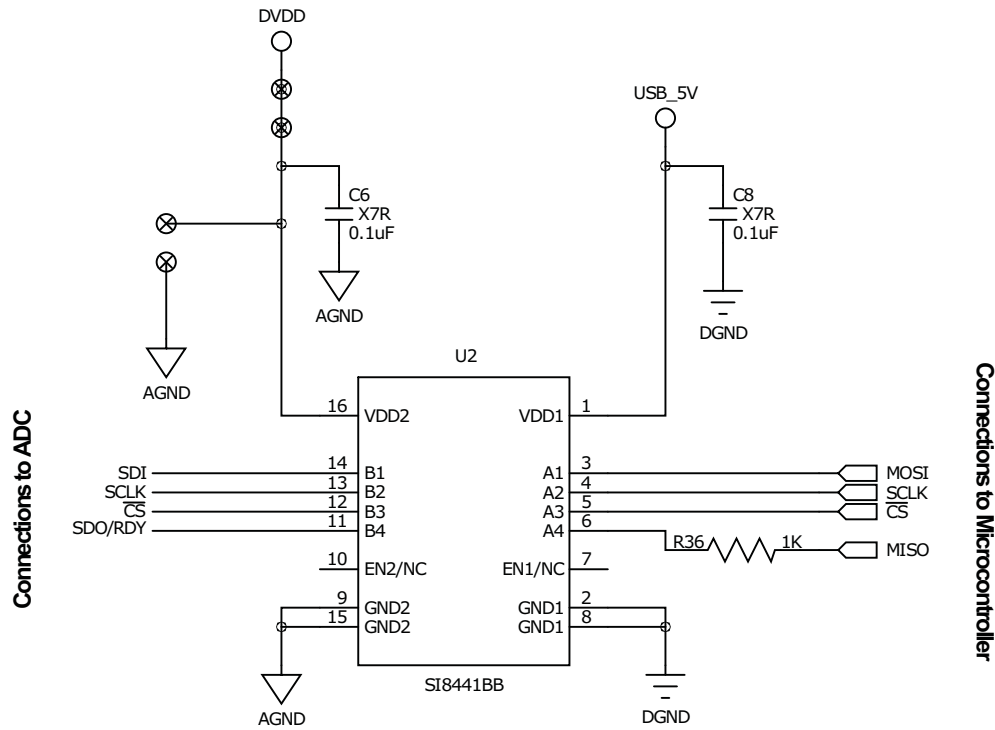 DVDD
USB_5V
C6
X7R
0.1uF
AGND
C8
X7R
0.1uF
DGND
AGND
U2
16 VDD2
VDD1 1
14 B1
A1 3
13 B2
A2 4
12 B3
A3 5
11 B4
A4 6
10 EN2/NC
EN1/NC 7
9 GND2
GND1 2
15 GND2
GND1 8
SI8441BB
SDI
SCLK
CS
SDO/RDY
MOSI
SCLK
CS
R36 1K MISO
AGND
DGND
Connections to ADC
Connections to Microcontroller